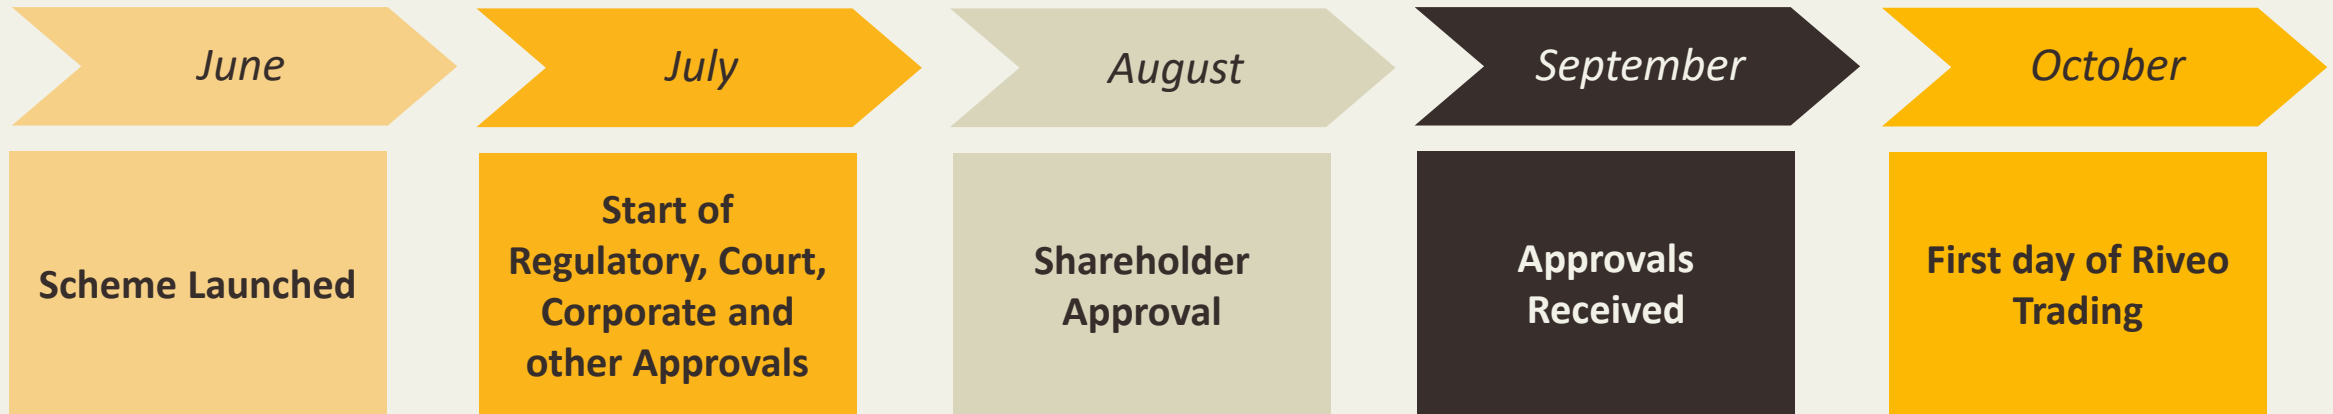 June
July
August
September
October
Scheme Launched
Start of
Regulatory, Court,
Corporate and
other Approvals
Shareholder
Approval
Approvals
Received
First day of Riveo
Trading